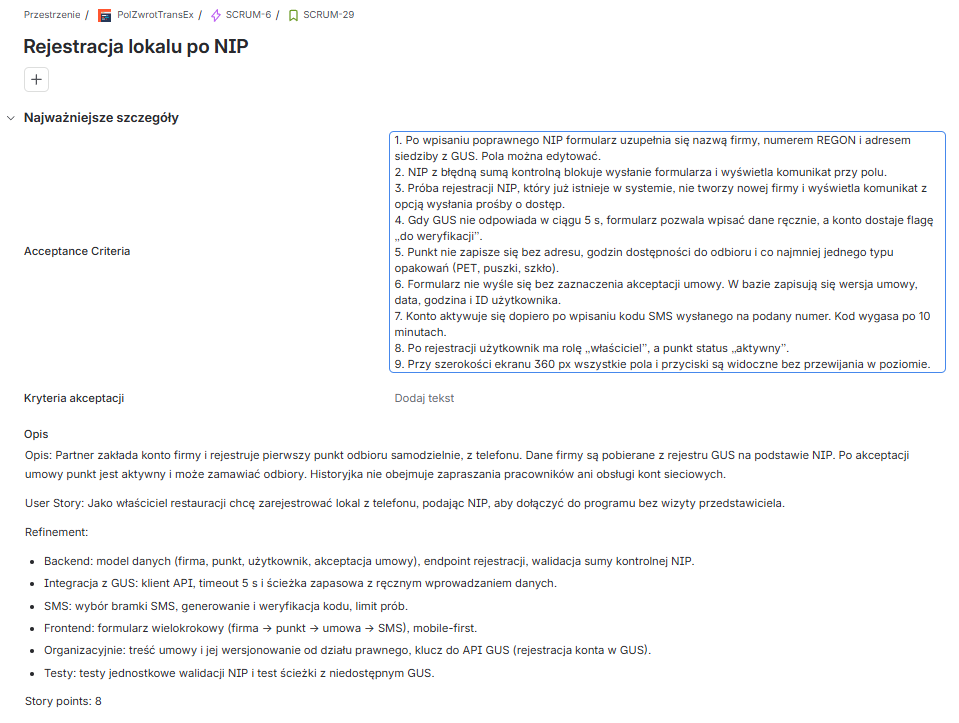 Przestrzenie / PolZwrotTransEx / SCRUM-6 / SCRUM-29
Rejestracja lokalu po NIP
Najważniejsze szczegóły
Acceptance Criteria
1. Po wpisaniu poprawnego NIP formularz uzupełnia się nazwą firmy, numerem REGON i adresem
siedziby z GUS. Pola można edytować.
2. NIP z błędną sumą kontrolną blokuje wysłanie formularza i wyświetla komunikat przy polu.
3. Próba rejestracji NIP, który już istnieje w systemie, nie tworzy nowej firmy i wyświetla komunikat z
opcją wysłania prośby o dostęp.
4. Gdy GUS nie odpowiada w ciągu 5 s, formularz pozwala wpisać dane ręcznie, a konto dostaje flagę
„do weryfikacji”.
5. Punkt nie zapisze się bez adresu, godzin dostępności do odbioru i co najmniej jednego typu
opakowań (PET, puszki, szkło).
6. Formularz nie wyśle się bez zaznaczenia akceptacji umowy. W bazie zapisują się wersja umowy,
data, godzina i ID użytkownika.
7. Konto aktywuje się dopiero po wpisaniu kodu SMS wysłanego na podany numer. Kod wygasa po 10
minutach.
8. Po rejestracji użytkownik ma rolę „właściciel”, a punkt status „aktywny”.
9. Przy szerokości ekranu 360 px wszystkie pola i przyciski są widoczne bez przewijania w poziomie.
Kryteria akceptacji
Dodaj tekst
Opis
Opis: Partner zakłada konto firmy i rejestruje pierwszy punkt odbioru samodzielnie, z telefonu. Dane firmy są pobierane z rejestru GUS na podstawie NIP. Po akceptacji
umowy punkt jest aktywny i może zamawiać odbiory. Historyjka nie obejmuje zapraszania pracowników ani obsługi kont sieciowych.
User Story: Jako właściciel restauracji chcę zarejestrować lokal z telefonu, podając NIP, aby dołączyć do programu bez wizyty przedstawiciela.
Refinement:
• Backend: model danych (firma, punkt, użytkownik, akceptacja umowy), endpoint rejestracji, walidacja sumy kontrolnej NIP.
• Integracja z GUS: klient API, timeout 5 s i ścieżka zapasowa z ręcznym wprowadzaniem danych.
• SMS: wybór bramki SMS, generowanie i weryfikacja kodu, limit prób.
• Frontend: formularz wielokrokowy (firma → punkt → umowa → SMS), mobile-first.
• Organizacyjnie: treść umowy i jej wersjonowanie od działu prawnego, klucz do API GUS (rejestracja konta w GUS).
• Testy: testy jednostkowe walidacji NIP i test ścieżki z niedostępnym GUS.
Story points: 8